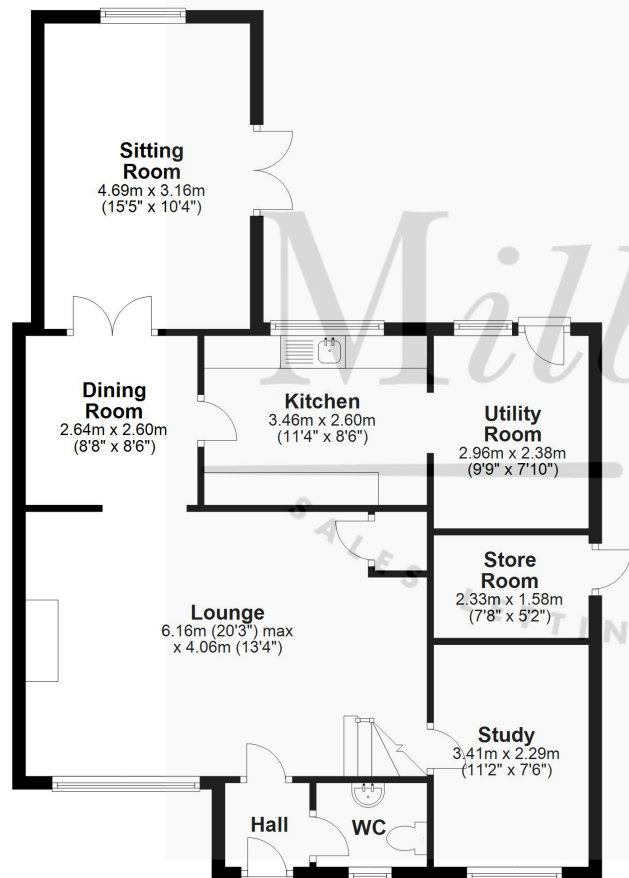 Sitting
Room
4.69m x 3.16m
(15'5" x 10'4")
Mill
Dining
Room
2.64m x 2.60m
(8'8" x 8'6")
Kitchen
3.46m x 2.60m
(11'4" x 8'6")
Utility
Room
2.96m x 2.38m
(9'9" x 7'10")
SALES LETTIN
Store
Room
2.33m x 1.58m
(7'8" x 5'2")
Lounge
6.16m (20'3") max
x 4.06m (13'4")
Study
3.41m x 2.29m
(11'2" x 7'6")
Hall
WC